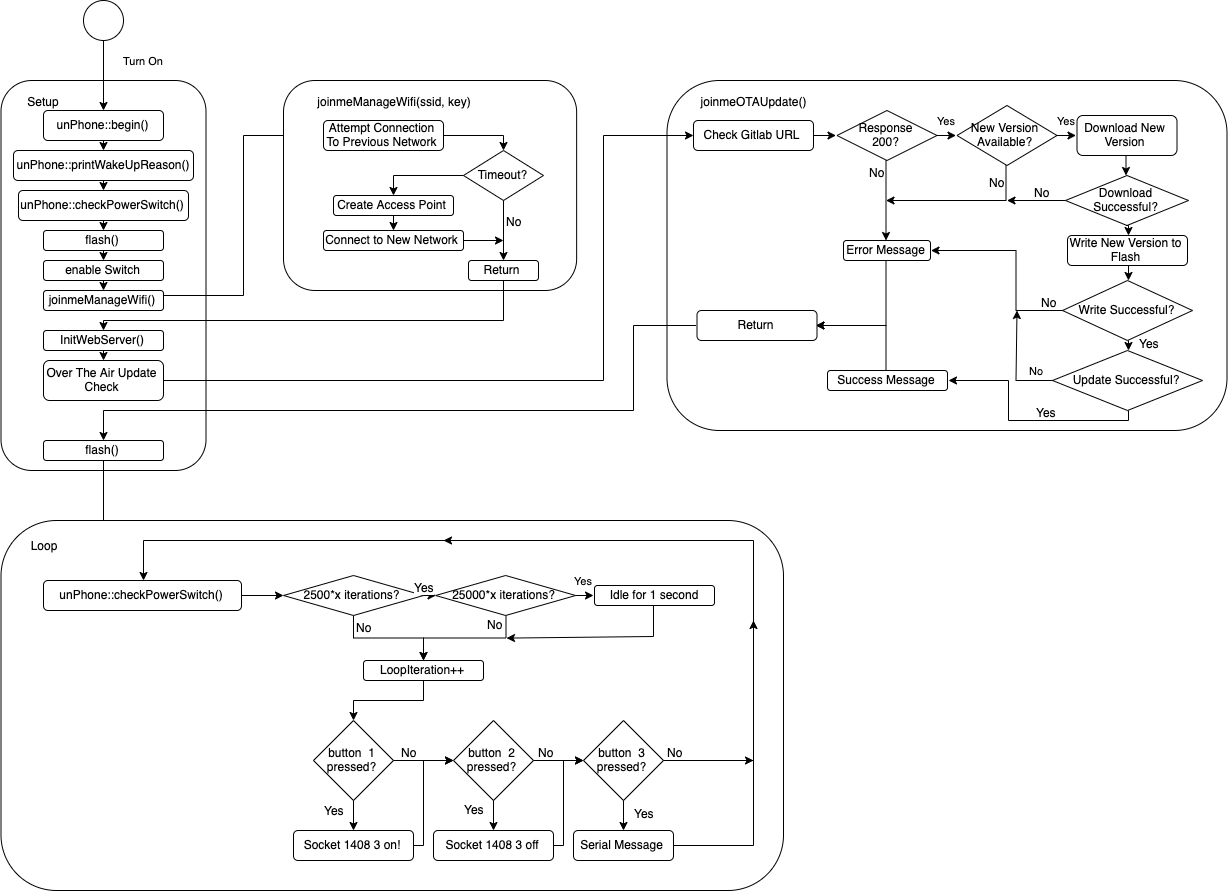 Turn On
Setup
unPhone::begin()
unPhone::printWakeUpReason()
unPhone::checkPowerSwitch()
flash()
enable Switch
joinmeManageWifi()
InitWebServer()
Over The Air Update
Check
flash()
joinmeManageWifi(ssid, key)
Attempt Connection
To Previous Network
Timeout?
Create Access Point
No
Connect to New Network
Return
joinmeOTAUpdate()
Check Gitlab URL
Response
200?
Yes
New Version
Available?
Yes
Download New
Version
No
No
No
Download
Successful?
Error Message
Write New Version to
Flash
No
Write Successful?
Return
Yes
No
Update Successful?
Success Message
Yes
Loop
unPhone::checkPowerSwitch()
2500*x iterations?
Yes
25000*x iterations?
Yes
Idle for 1 second
No
No
LoopIteration++
button 1
pressed?
No
button 2
pressed?
No
button 3
pressed?
No
Yes
Yes
Yes
Socket 1408 3 on!
Socket 1408 3 off
Serial Message